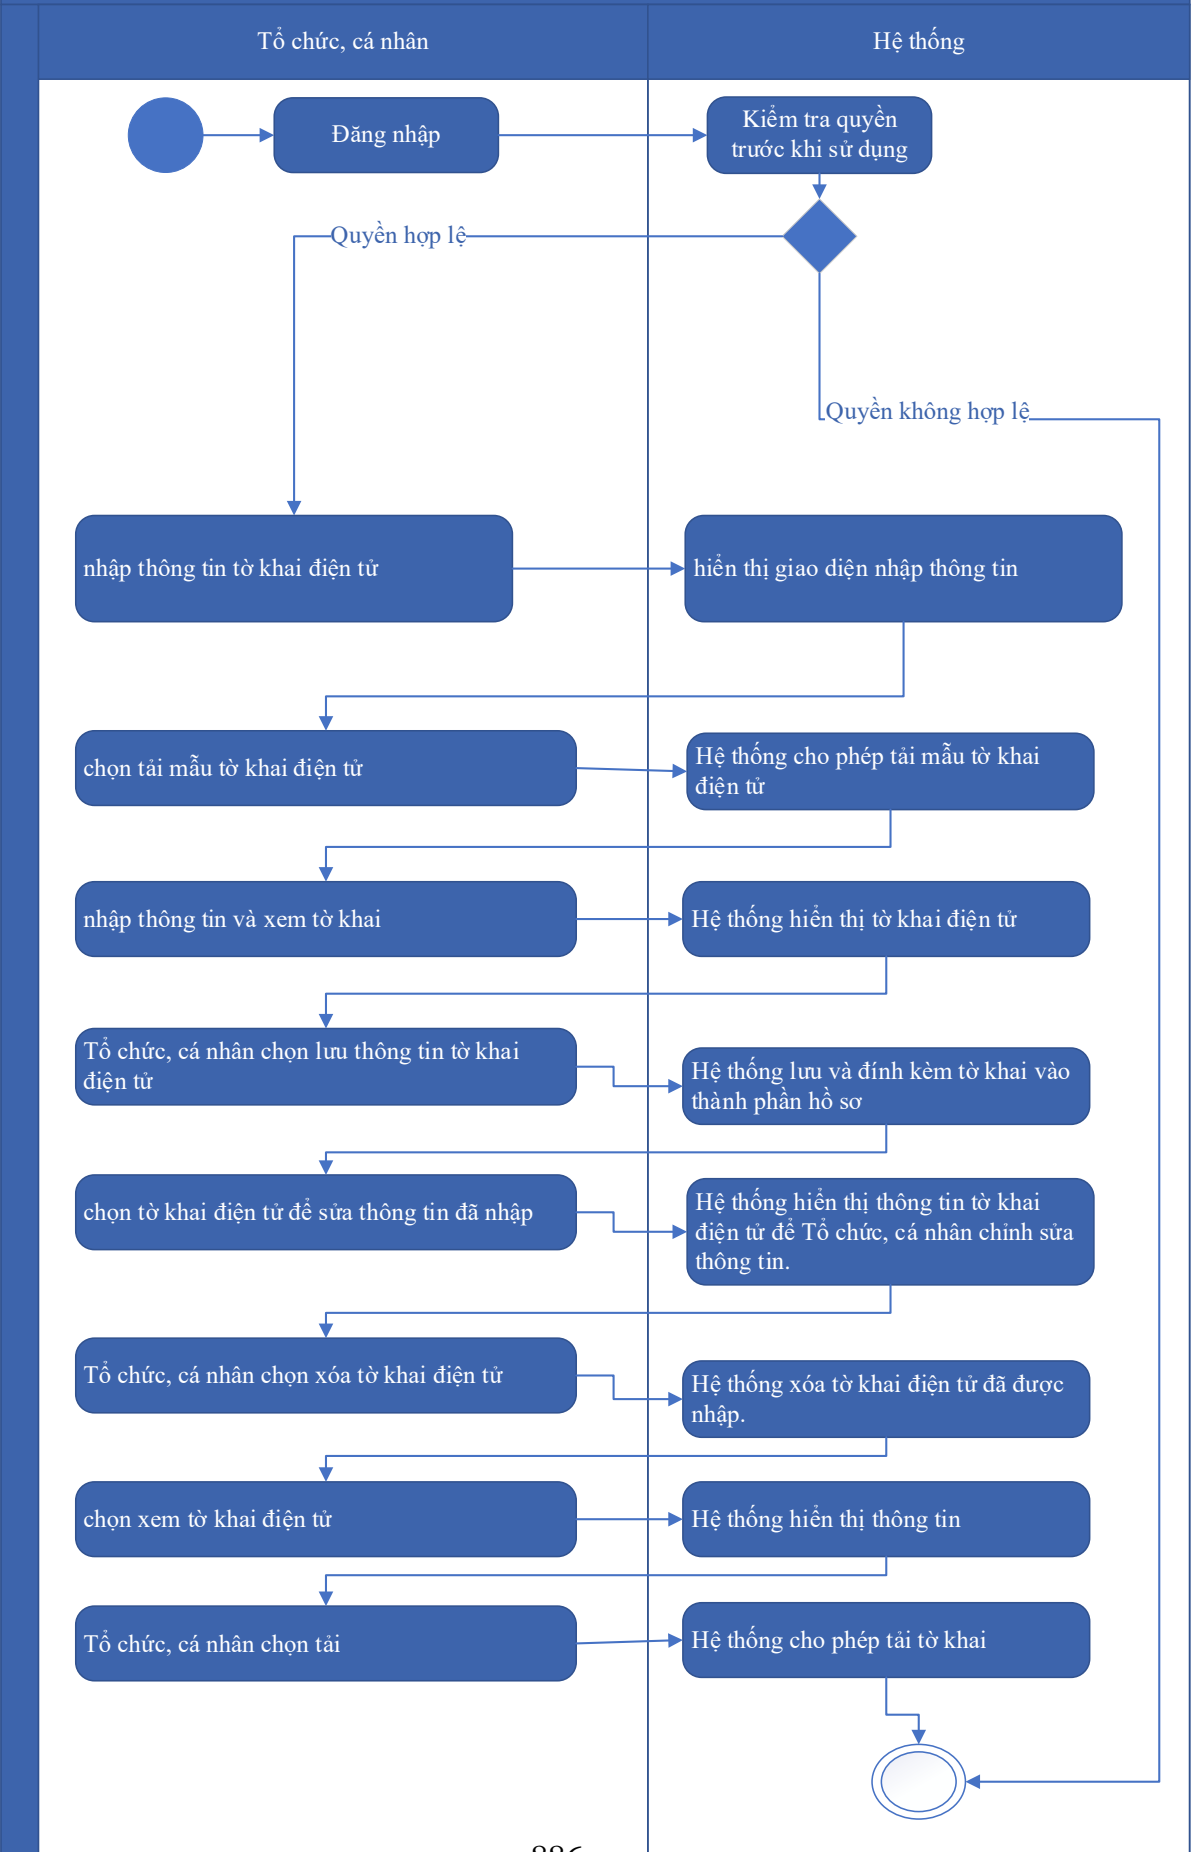 Tổ chức, cá nhân
Hệ thống
Đăng nhập
Kiểm tra quyền
trước khi sử dụng
Quyền hợp lệ
Quyền không hợp lệ
nhập thông tin tờ khai điện tử
hiển thị giao diện nhập thông tin
chọn tải mẫu tờ khai điện tử
Hệ thống cho phép tải mẫu tờ khai
điện tử
nhập thông tin và xem tờ khai
Hệ thống hiển thị tờ khai điện tử
Tổ chức, cá nhân chọn lưu thông tin tờ khai
điện tử
Hệ thống lưu và đính kèm tờ khai vào
thành phần hồ sơ
chọn tờ khai điện tử để sửa thông tin đã nhập
Hệ thống hiển thị thông tin tờ khai
điện tử để Tổ chức, cá nhân chỉnh sửa
thông tin.
Tổ chức, cá nhân chọn xóa tờ khai điện tử
Hệ thống xóa tờ khai điện tử đã được
nhập.
chọn xem tờ khai điện tử
Hệ thống hiển thị thông tin
Tổ chức, cá nhân chọn tải
Hệ thống cho phép tải tờ khai